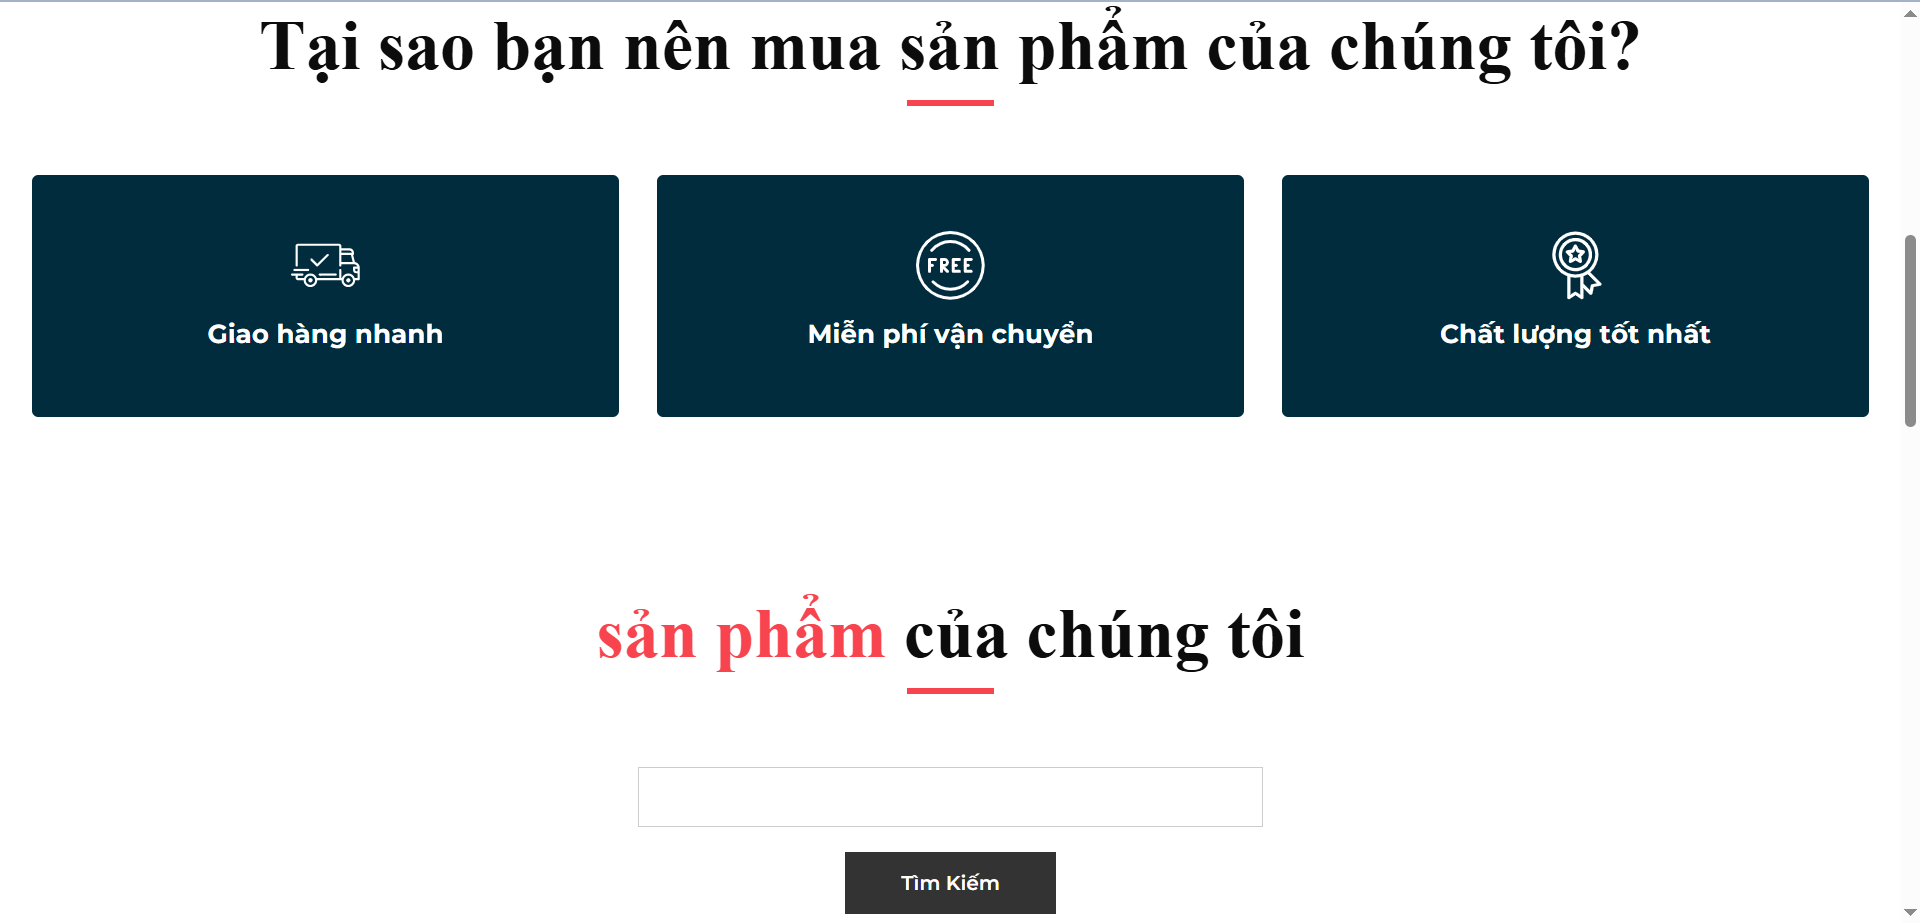 Tại sao bạn nên mua sản phẩm của chúng tôi?
FREE
Giao hàng nhanh
Miễn phí vận chuyển
Chất lượng tốt nhất
sản phẩm của chúng tôi
Tìm Kiếm